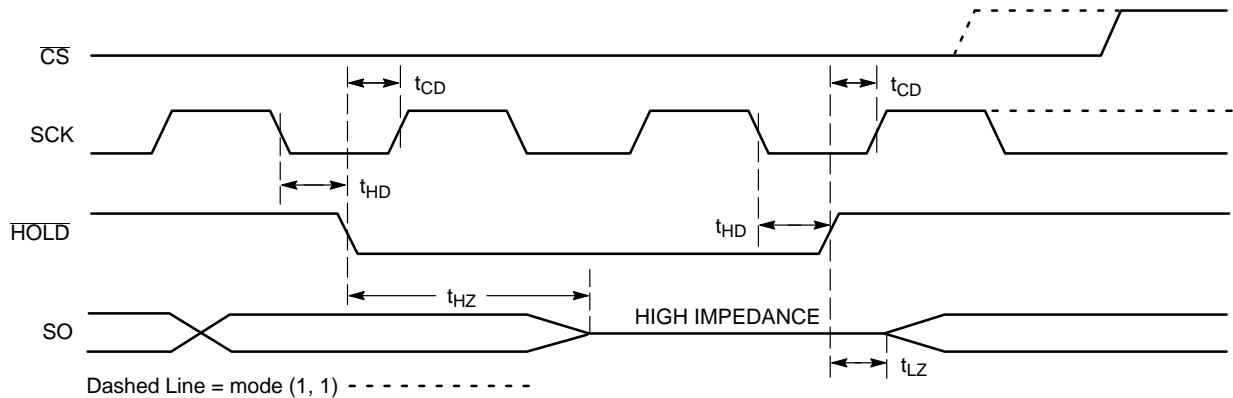 CS
tCD
tCD
SCK
tHD
HOLD
tHD
tHZ
HIGH IMPEDANCE
SO
tLZ
Dashed Line = mode (1, 1)